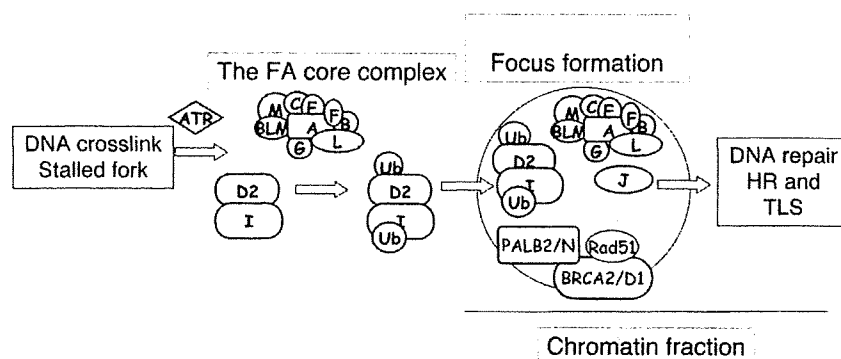 The FA core complex
Focus formation
ATR
DNA crosslink
Stalled fork
M
C
E
F
B
BLM
A
G
L
D2
I
Ub
D2
I
Ub
M
C
E
F
B
BLM
A
G
L
Ub
D2
I
Ub
J
PALB2/N
Rad51
BRCA2/D1
DNA repair
HR and
TLS
Chromatin fraction